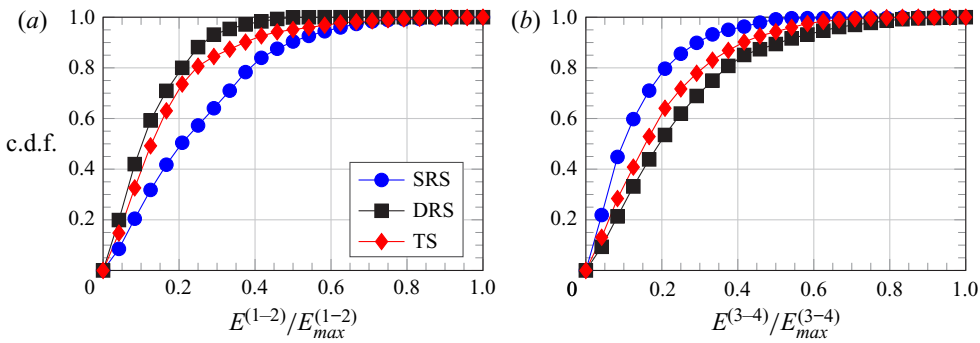 (a)
c.d.f.
1.0
0.8
0.6
0.4
0.2
0 0.2 0.4 0.6 0.8 1.0
E^(1–2)/E_max^(1–2)
SRS
DRS
TS
(b)
1.0
0.8
0.6
0.4
0.2
0
0 0.2 0.4 0.6 0.8 1.0
E^(3–4)/E_max^(3–4)